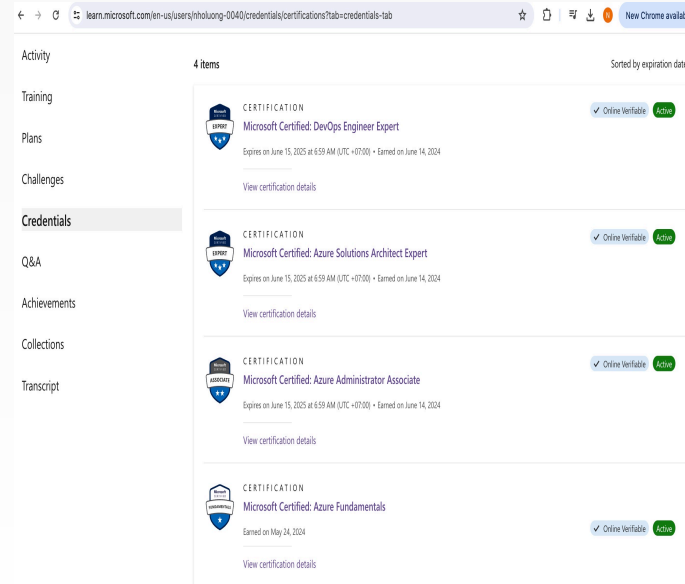 learn.microsoft.com/en-us/users/nholuong-0040/credentials/certifications?tab=credentials-tab
N
New Chrome availab
Activity
Training
Plans
Challenges
Credentials
Q&A
Achievements
Collections
Transcript
4 items
Sorted by expiration date
EXPERT
CERTIFICATION
Microsoft Certified: DevOps Engineer Expert
Expires on June 15, 2025 at 6:59 AM (UTC +07:00) • Earned on June 14, 2024
View certification details
Online Verifiable
Active
EXPERT
CERTIFICATION
Microsoft Certified: Azure Solutions Architect Expert
Expires on June 15, 2025 at 6:59 AM (UTC +07:00) • Earned on June 14, 2024
View certification details
Online Verifiable
Active
ASSOCIATE
CERTIFICATION
Microsoft Certified: Azure Administrator Associate
Expires on June 15, 2025 at 6:59 AM (UTC +07:00) • Earned on June 14, 2024
View certification details
Online Verifiable
Active
FUNDAMENTALS
CERTIFICATION
Microsoft Certified: Azure Fundamentals
Earned on May 24, 2024
View certification details
Online Verifiable
Active